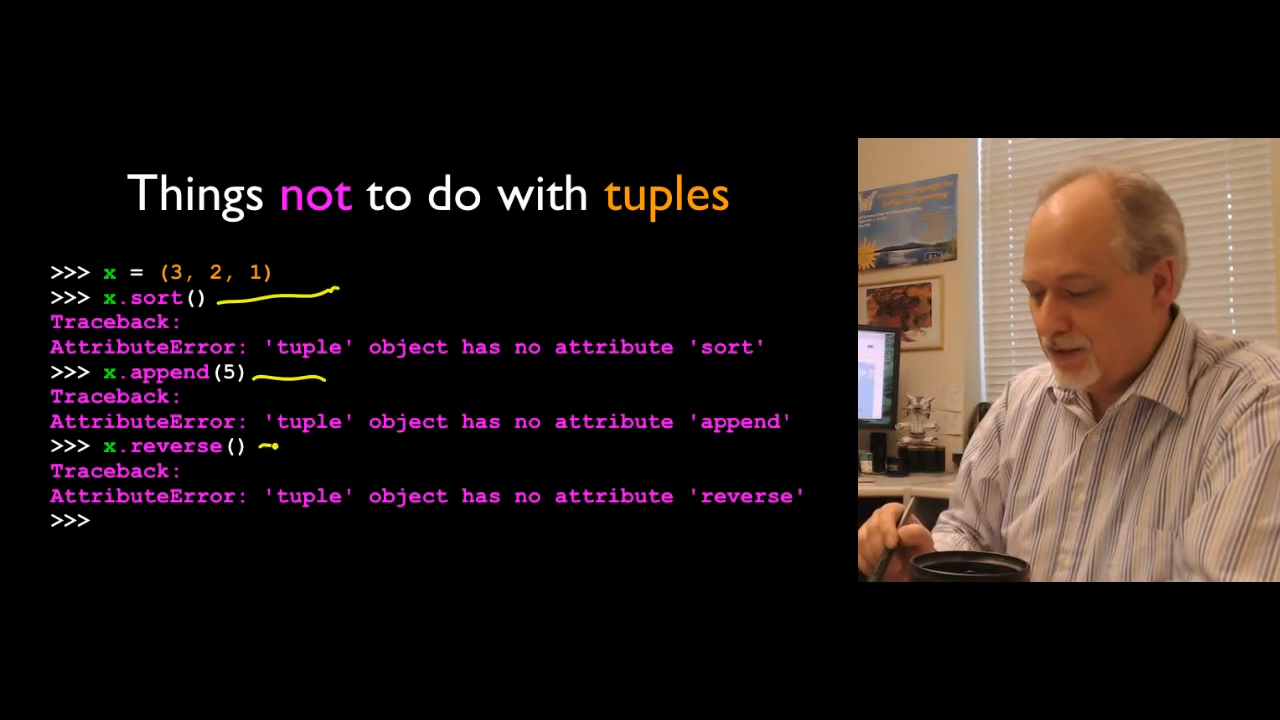 Things not to do with tuples
>>> x = (3, 2, 1)
>>> x.sort()
Traceback:
AttributeError: 'tuple' object has no attribute 'sort'
>>> x.append(5)
Traceback:
AttributeError: 'tuple' object has no attribute 'append'
>>> x.reverse()
Traceback:
AttributeError: 'tuple' object has no attribute 'reverse'
>>>